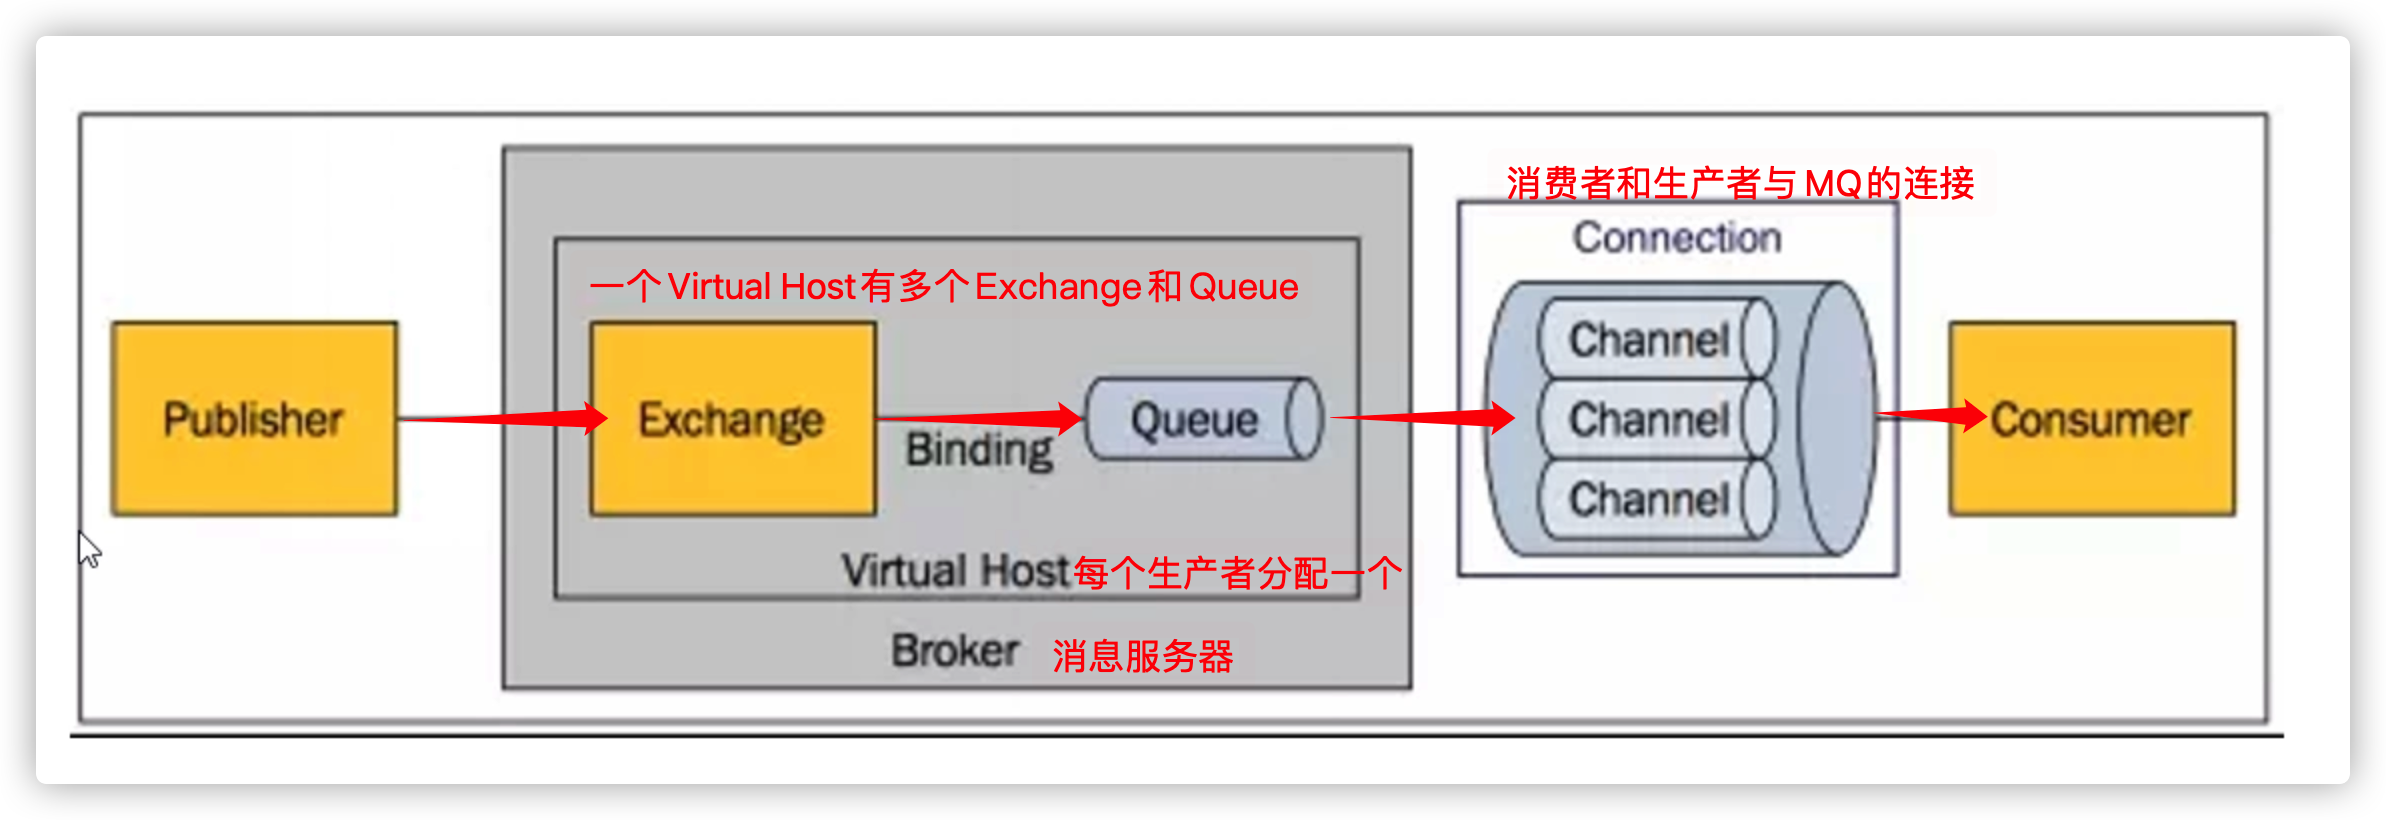 消费者和生产者与MQ的连接
Connection
一个Virtual Host有多个Exchange和Queue
Publisher
Exchange
Binding
Queue
Channel
Channel
Channel
Consumer
Virtual Host每个生产者分配一个
Broker 消息服务器